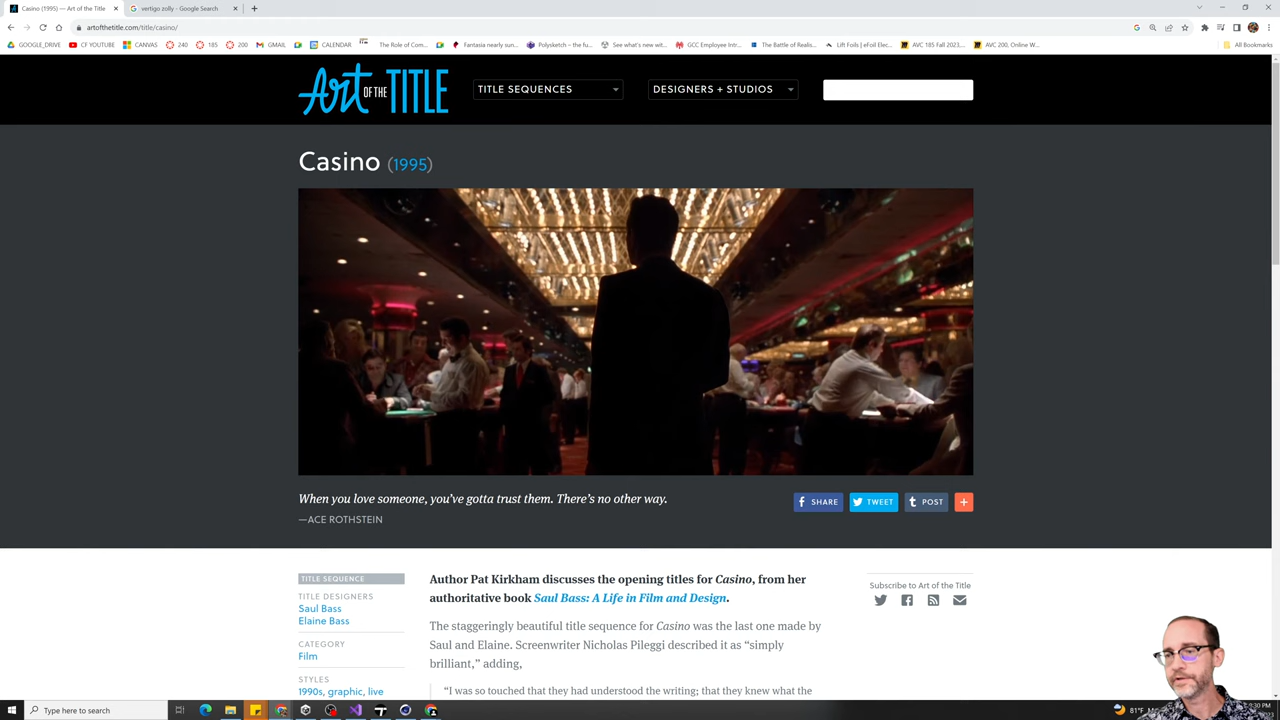 Casino (1995) — Art of the Title
vertigo zolly - Google Search
artofthetitle.com/title/casino/
GOOGLE_DRIVE CF YOUTUBE CANVAS 240 185 200 GMAIL CALENDAR The Role of Com... Fantasia nearly sun... Polysketch – the fu... See what's new wit... GCC Employee Intr... The Battle of Realis... Lift Foils | eFoil Elec... AVC 185 Fall 2023,... AVC 200, Online W... All Bookmarks
Art OF THE TITLE
TITLE SEQUENCES
DESIGNERS + STUDIOS
Casino (1995)
When you love someone, you've gotta trust them. There's no other way.
—ACE ROTHSTEIN
SHARE TWEET POST +
TITLE SEQUENCE
TITLE DESIGNERS
Saul Bass
Elaine Bass
CATEGORY
Film
STYLES
1990s, graphic, live
Author Pat Kirkham discusses the opening titles for Casino, from her
authoritative book Saul Bass: A Life in Film and Design.
The staggeringly beautiful title sequence for Casino was the last one made by
Saul and Elaine. Screenwriter Nicholas Pileggi described it as “simply
brilliant,” adding,
“I was so touched that they had understood the writing; that they knew what the
Subscribe to Art of the Title
Type here to search
81°F